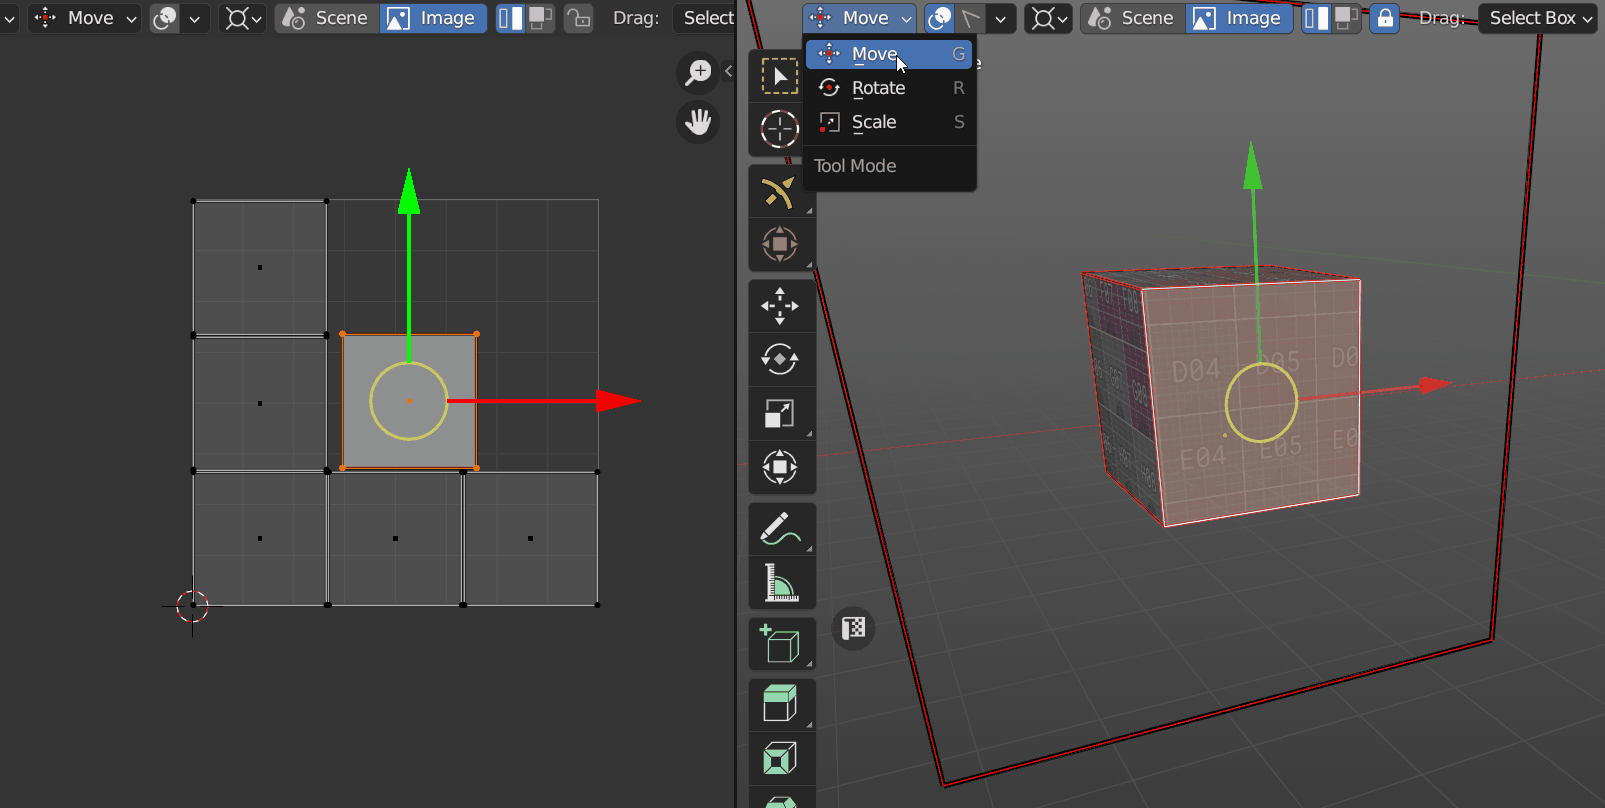 Move Scene Image Drag: Select
Move Scene Image Drag: Select Box
Move G
Rotate R
Scale S
Tool Mode
D04 D05 D0
E04 E05 E0